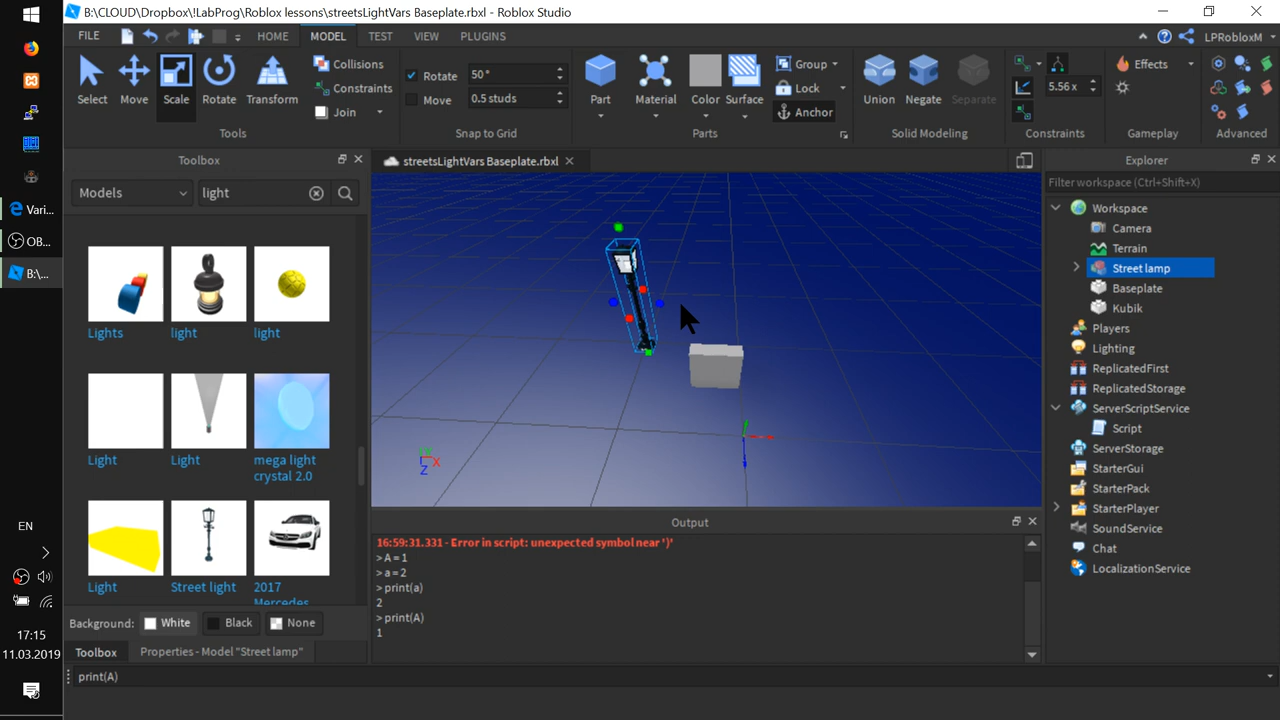 B:\CLOUD\Dropbox\!LabProg\Roblox lessons\streetsLightVars Baseplate.rbxl - Roblox Studio
FILE HOME MODEL TEST VIEW PLUGINS LPRobloxM
Select Move Scale Rotate Transform
Collisions
Constraints
Join
Tools
Rotate 50°
Move 0.5 studs
Snap to Grid
Part Material Color Surface
Group
Lock
Anchor
Parts
Union Negate Separate
Solid Modeling
5.56 x
Constraints
Effects
Gameplay
Advanced
Toolbox
Models light
Lights light light
Light Light mega light
crystal 2.0
Light Street light 2017
Mercedes
Background: White Black None
Toolbox Properties - Model "Street lamp"
streetsLightVars Baseplate.rbxl
X
Z
Output
16:59:31.331 - Error in script: unexpected symbol near ')'
> A = 1
> a = 2
> print(a)
2
> print(A)
1
print(A)
Explorer
Filter workspace (Ctrl+Shift+X)
Workspace
Camera
Terrain
Street lamp
Baseplate
Kubik
Players
Lighting
ReplicatedFirst
ReplicatedStorage
ServerScriptService
Script
ServerStorage
StarterGui
StarterPack
StarterPlayer
SoundService
Chat
LocalizationService
Vari...
OB...
B:\...
EN
17:15
11.03.2019